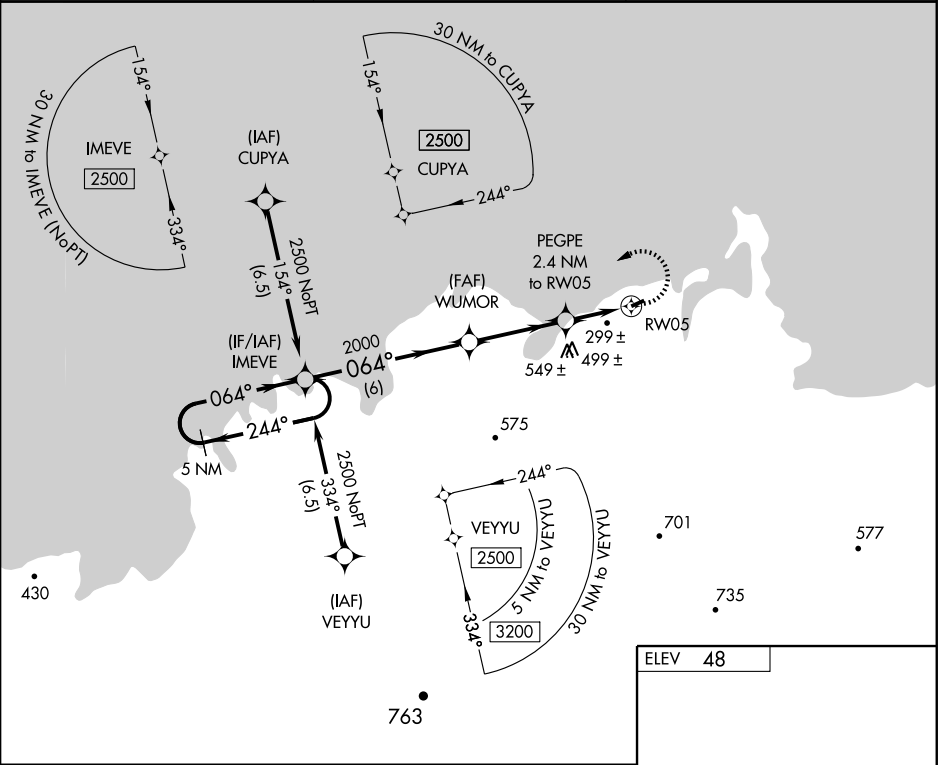 154°
30 NM to IMEVE (NoPT)
IMEVE
2500
334°
(IAF)
CUPYA
2500 NoPT
154°
(6.5)
154°
30 NM to CUPYA
2500
CUPYA
244°
PEGPE
2.4 NM
to RW05
(FAF)
WUMOR
RW05
299 ±
499 ±
549 ±
(IF/IAF)
IMEVE
2000
064°
(6)
064°
244°
5 NM
2500 NoPT
334°
(6.5)
(IAF)
VEYYU
575
244°
VEYYU
2500
5 NM to VEYYU
30 NM to VEYYU
334°
3200
701
577
735
430
763
ELEV 48